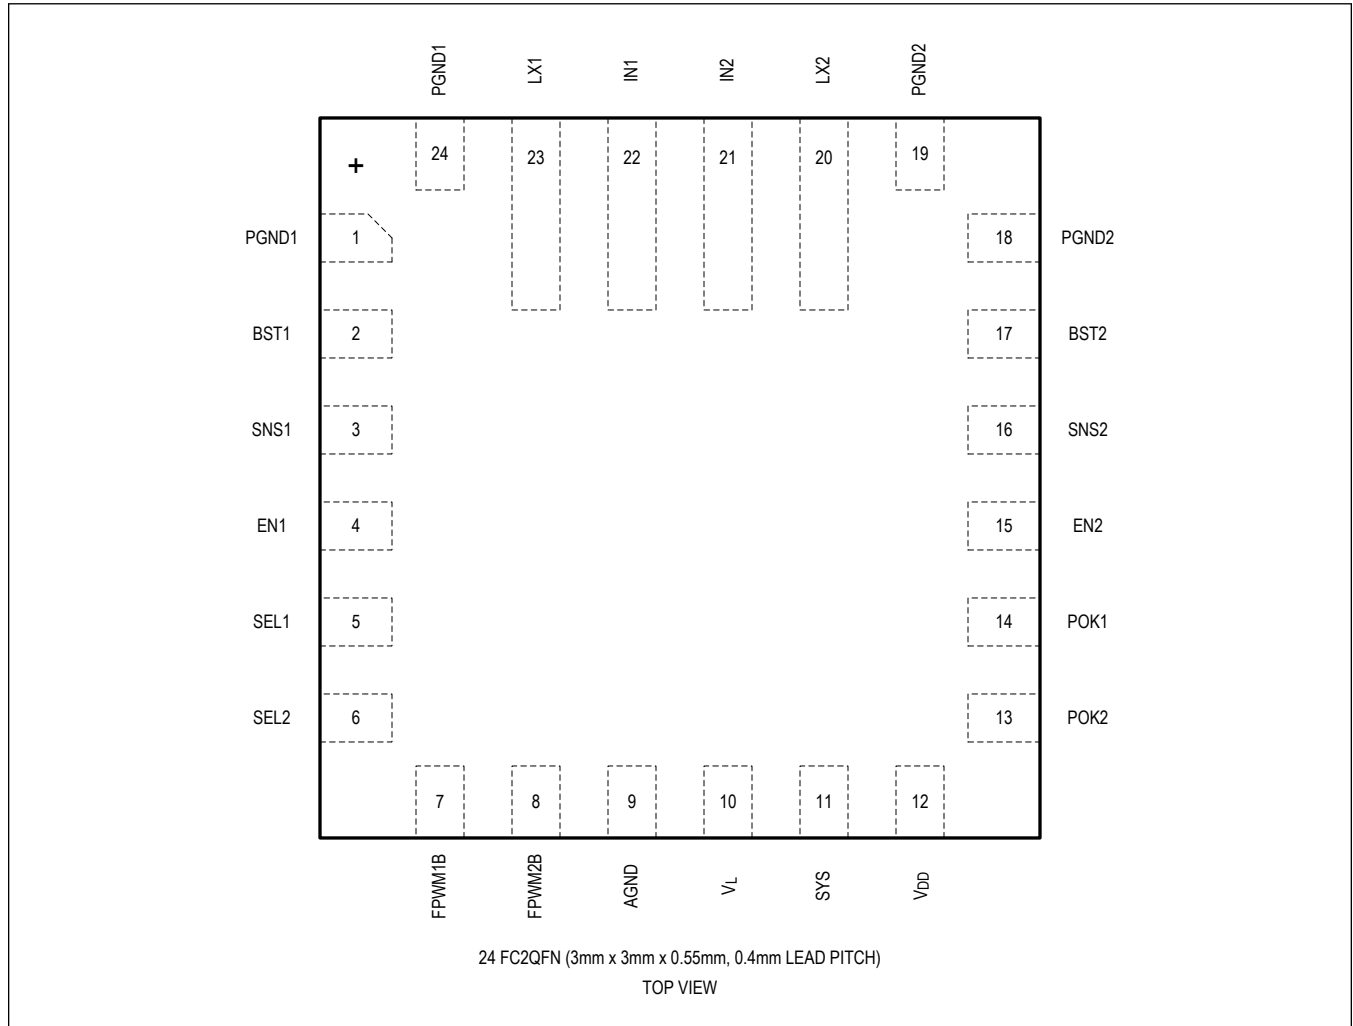 PGND1 LX1 IN1 IN2 LX2 PGND2
24 23 22 21 20 19
+
PGND1 1 18 PGND2
BST1 2 17 BST2
SNS1 3 16 SNS2
EN1 4 15 EN2
SEL1 5 14 POK1
SEL2 6 13 POK2
7 8 9 10 11 12
FPWM1B FPWM2B AGND VL SYS VDD
24 FC2QFN (3mm x 3mm x 0.55mm, 0.4mm LEAD PITCH)
TOP VIEW